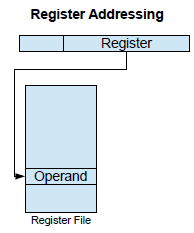 Register Addressing
Register
Operand
Register File